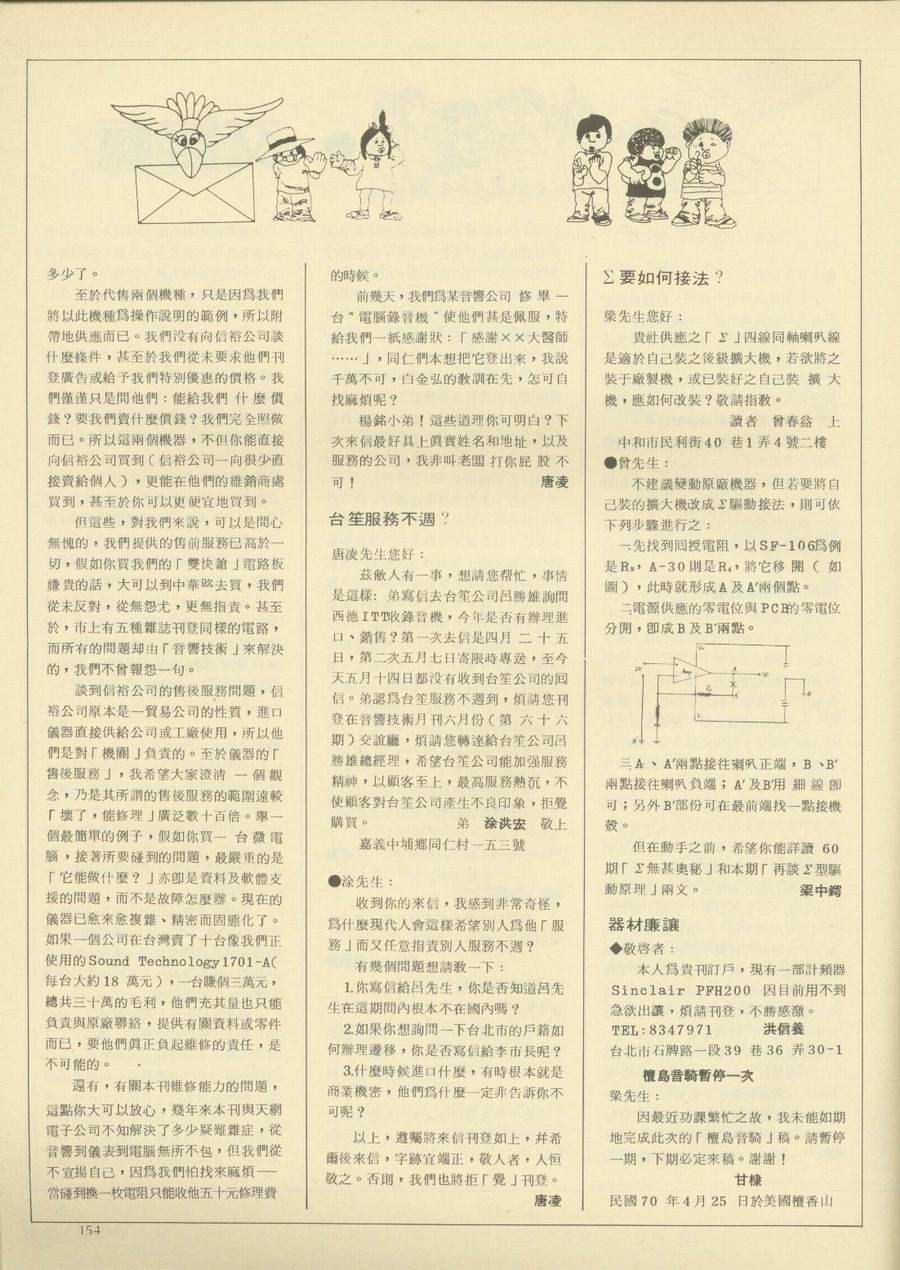 多少了。
至於代售兩個機種，只是因爲我們
將以此機種爲操作說明的範例，所以附
帶地供應而已。我們沒有向信裕公司談
什麼條件，甚至於我們從未要求他們刊
登廣告或給予我們特別優惠的價格。我
們僅僅只是問他們：能給我們 什 麼 價
錢？要我們賣什麼價錢？我們完全照做
而已。所以這兩個機器，不但你能直接
向信裕公司買到（信裕公司一向很少直
接賣給個人），更能在他們的維銷商處
買到，甚至於你可以更便宜地買到。
但這些，對我們來說，可以是問心
無愧的，我們提供的售前服務已高於一
切，假如你買我們的「雙快鎗」電路板
嫌貴的話，大可以到中華路去買，我們
從未反對，從無怨尤，更無指責。甚至
於，市上有五種雜誌刊登同樣的電路，
而所有的問題却由「音響技術」來解決
的，我們不曾報怨一句。
談到信裕公司的售後服務問題，信
裕公司原本是一貿易公司的性質，進口
儀器直接供給公司或工廠使用，所以他
們是對「機關」負責的。至於儀器的「
售後服務」，我希望大家澄清 一 個 觀
念，乃是其所謂的售後服務的範圍遠較
「壞了，能修理」廣泛數十百倍。舉一
個最簡單的例子，假如你買一 台 微 電
腦，接著所要碰到的問題，最嚴重的是
「它能做什麼？」亦卽是資料及軟體支
援的問題，而不是故障怎麼辦。現在的
儀器已愈來愈複雜、精密而固態化了。
如果一個公司在台灣賣了十台像我們正
使用的Sound Technology1701-A(
每台大約18 萬元），一台賺個三萬元，
總共三十萬的毛利，他們充其量也只能
負責與原廠聯絡，提供有關資料或零件
而已，要他們眞正負起維修的責任，是
不可能的。
還有，有關本刊維修能力的問題，
這點你大可以放心，幾年來本刊與天網
電子公司不知解決了多少疑難雜症，從
音響到儀表到電腦無所不包，但我們從
不宣揚自己，因爲我們怕找來麻煩——
當碰到換一枚電阻只能收他五十元修理費
的時候。
前幾天，我們爲某音響公司 修 畢 一
台“電腦錄音機”使他們甚是佩服，特
給我們一紙感謝狀：「感謝××大醫師
……」，同仁們本想把它登出來，我說
千萬不可，白金弘的教訓在先，怎可自
找麻煩呢？
楊銘小弟！這些道理你可明白？下
次來信最好具上眞實姓名和地址，以及
服務的公司，我非叫老闆 打你屁 股 不
可！ 唐凌
台笙服務不週？
唐凌先生您好：
茲敝人有一事，想請您帮忙，事情
是這樣：弟寫信去台笙公司呂勝雄詢問
西德ITT收錄音機，今年是否有辦理進
口、銷售？第一次去信是四月 二 十 五
日，第二次五月七日寄限時專送，至今
天五月十四日都沒有收到台笙公司的囘
信。弟認爲台笙服務不週到，煩請您刊
登在音響技術月刊六月份（第 六 十 六
期）交誼廳，煩請您轉達給台笙公司呂
勝雄總經理，希望台笙公司能加强服務
精神，以顧客至上，最高服務熱沉，不
使顧客對台笙公司產生不良印象，拒覺
購買。 弟 涂洪宏 敬上
嘉義中埔鄉同仁村一五三號
●涂先生：
收到你的來信，我感到非常奇怪，
爲什麼現代人會這樣希望別人爲他「服
務」而又任意指責別人服務不週？
有幾個問題想請教一下：
1.你寫信給呂先生，你是否知道呂先
生在這期間內根本不在國內嗎？
2.如果你想詢問一下台北市的戶籍如
何辦理遷移，你是否寫信給李市長呢？
3.什麼時候進口什麼，有時根本就是
商業機密，他們爲什麼一定非告訴你不
可呢？
以上，遵囑將來信刊登如上，幷希
爾後來信，字跡宜端正，敬人者，人恒
敬之。否則，我們也將拒「覺」刊登。
唐凌
Σ要如何接法？
梁先生您好：
貴社供應之「Σ」四線同軸喇叭線
是適於自己裝之後級擴大機，若欲將之
裝于廠製機，或已裝好之自己裝 擴 大
機，應如何改裝？敬請指教。
讀者 曾春益 上
中和市民利街40 巷1弄4號二樓
●曾先生：
不建議變動原廠機器，但若要將自
己裝的擴大機改成Σ驅動接法，則可依
下列步驟進行之：
一.先找到囘授電阻，以SF-106爲例
是R₉，A-30則是R₄，將它移 開（ 如
圖），此時就形成A及A′兩個點。
二.電源供應的零電位與PCB的零電位
分開，卽成B及B′兩點。
三.A、A′兩點接往喇叭正端，B、B′
兩點接往喇叭負端；A′及B′用 細 線 卽
可；另外B′部份可在最前端找一點接機
殼。
但在動手之前，希望你能詳讀 60
期「Σ無甚奥秘」和本期「再談Σ型驅
動原理」兩文。 梁中鍔
器材廉讓
◆敬啓者：
本人爲貴刊訂戶，現有一部計頻器
Sinclair PFH200 因目前用不到
急欲出讓，煩請刊登，不勝感激。
TEL:8347971 洪信養
台北市石牌路一段39 巷36 弄30-1
檀島音騎暫停一次
梁先生：
因最近功課繁忙之故，我未能如期
地完成此次的「檀島音騎」稿。請暫停
一期，下期必定來稿。謝謝！
甘棣
民國70 年4月25 日於美國檀香山
154